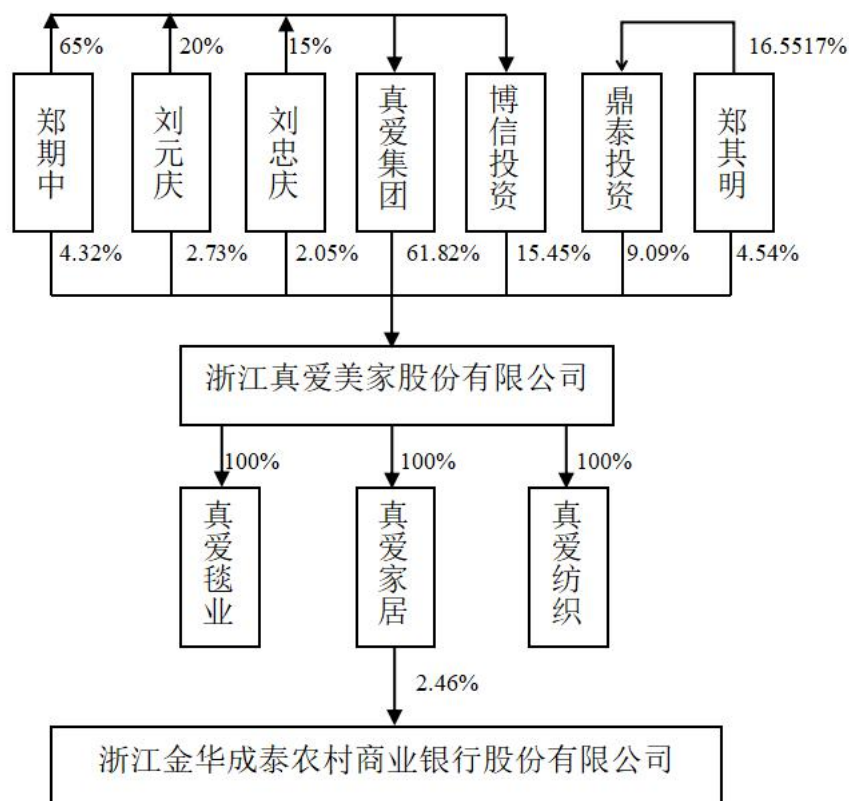 65%
20%
15%
16.5517%
郑期中
刘元庆
刘忠庆
真爱集团
博信投资
鼎泰投资
郑其明
4.32%
2.73%
2.05%
61.82%
15.45%
9.09%
4.54%
浙江真爱美家股份有限公司
100%
100%
100%
真爱毯业
真爱家居
真爱纺织
2.46%
浙江金华成泰农村商业银行股份有限公司